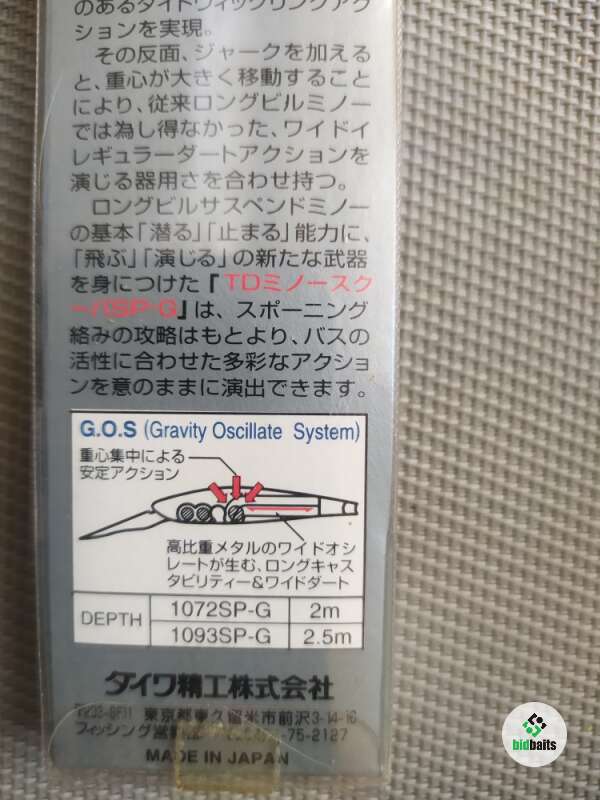 のあるタイトウィッグリングアク
ションを実現。
その反面、ジャークを加える
と、重心が大きく移動すること
により、従来ロングビルミノー
では為し得なかった、ワイドイ
レギュラーダートアクションを
演じる器用さを合わせ持つ。
ロングビルサスペンドミノー
の基本「潜る」「止まる」能力に、
「飛ぶ」「演じる」の新たな武器
を身につけた『TDミノースク
ーパSP-G』は、スポーニング
絡みの攻略はもとより、バスの
活性に合わせた多彩なアクショ
ンを意のままに演出できます。
G.O.S (Gravity Oscillate System)
重心集中による
安定アクション
高比重メタルのワイドオシ
レートが生む、ロングキャス
タビリティー&ワイドダート
DEPTH
1072SP-G 2m
1093SP-G 2.5m
ダイワ精工株式会社
東京都東久留米市前沢3-14-16
フィッシング営業
75-2127
MADE IN JAPAN
bidbaits